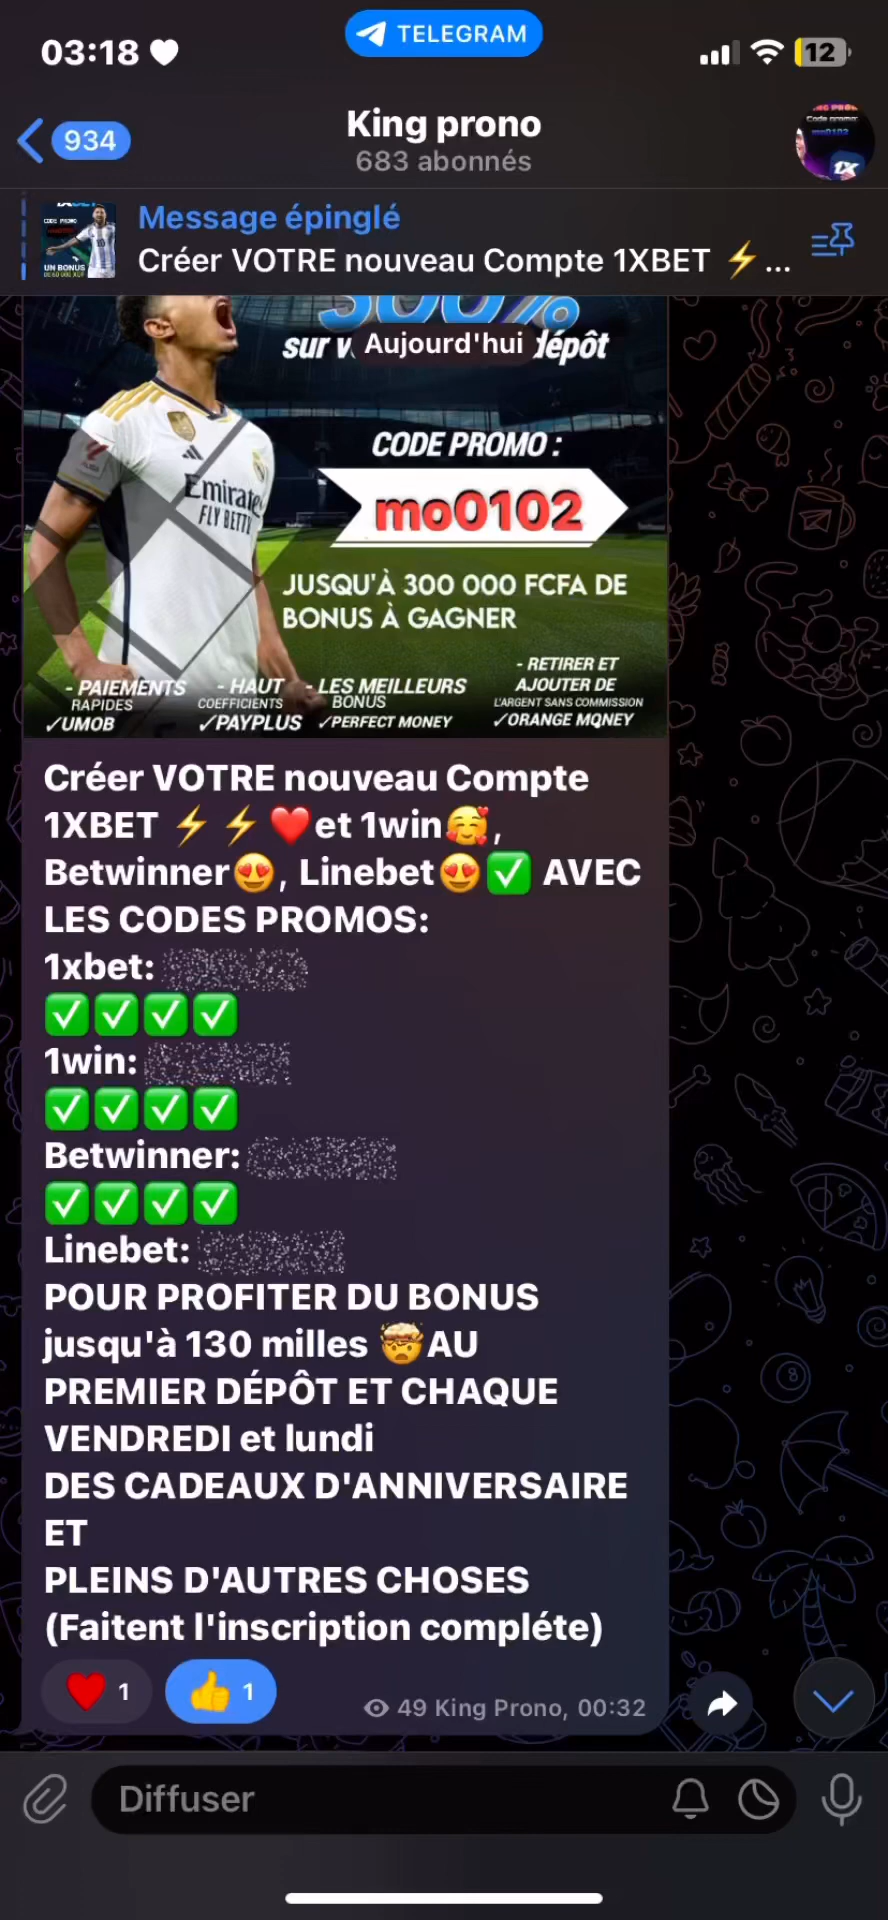 03:18
TELEGRAM
12
934
King prono
683 abonnés
Message épinglé
Créer VOTRE nouveau Compte 1XBET ⚡...
300%
sur v Aujourd'hui dépôt
CODE PROMO :
mo0102
JUSQU'À 300 000 FCFA DE
BONUS À GAGNER
Emirate
FLY BETT
- PAIEMENTS
RAPIDES
✓UMOB
- HAUT
COEFFICIENTS
✓PAYPLUS
- LES MEILLEURS
BONUS
✓PERFECT MONEY
- RETIRER ET
AJOUTER DE
L'ARGENT SANS COMMISSION
✓ORANGE MONEY
Créer VOTRE nouveau Compte
1XBET ⚡⚡❤️et 1win🥰,
Betwinner😍, Linebet😍✅ AVEC
LES CODES PROMOS:
1xbet:
✅✅✅✅
1win:
✅✅✅✅
Betwinner:
✅✅✅✅
Linebet:
POUR PROFITER DU BONUS
jusqu'à 130 milles 🤯AU
PREMIER DÉPÔT ET CHAQUE
VENDREDI et lundi
DES CADEAUX D'ANNIVERSAIRE
ET
PLEINS D'AUTRES CHOSES
(Faitent l'inscription compléte)
❤️ 1 👍 1
49 King Prono, 00:32
Diffuser